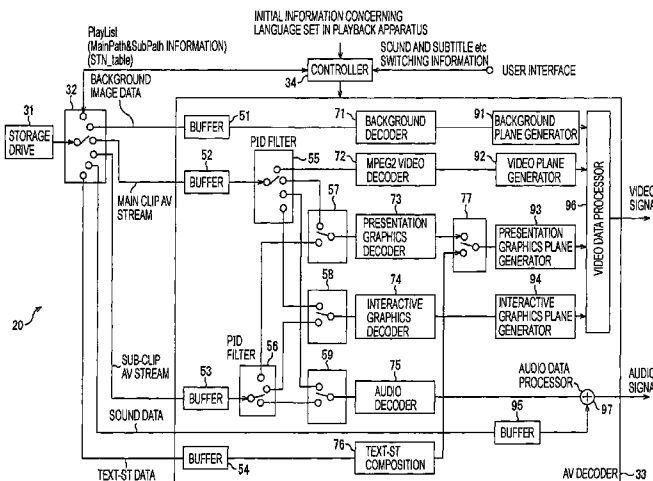 INITIAL INFORMATION CONCERNING
LANGUAGE SET IN PLAYBACK APPARATUS
PlayList
(MainPath&SubPath INFORMATION)
(STN_table)
SOUND AND SUBTITLE etc
SWITCHING INFORMATION
34
CONTROLLER
USER INTERFACE
32
BACKGROUND
IMAGE DATA
31
STORAGE
DRIVE
BUFFER
51
71
BACKGROUND
DECODER
91
BACKGROUND
PLANE GENERATOR
52
BUFFER
PID FILTER
55
72
MPEG2 VIDEO
DECODER
92
VIDEO PLANE
GENERATOR
MAIN CLIP AV
STREAM
57
73
PRESENTATION
GRAPHICS
DECODER
77
93
PRESENTATION
GRAPHICS PLANE
GENERATOR
96
VIDEO DATA PROCESSOR
VIDEO
SIGNA
58
74
INTERACTIVE
GRAPHICS
DECODER
94
INTERACTIVE
GRAPHICS PLANE
GENERATOR
20
SUB-CLIP
AV STREAM
PID
FILTER
56
59
53
BUFFER
75
AUDIO
DECODER
AUDIO DATA
PROCESSOR
AUDIO
SIGNA
97
SOUND DATA
95
BUFFER
76
TEXT-ST
COMPOSITION
BUFFER
54
TEXT-ST DATA
AV DECODER
33